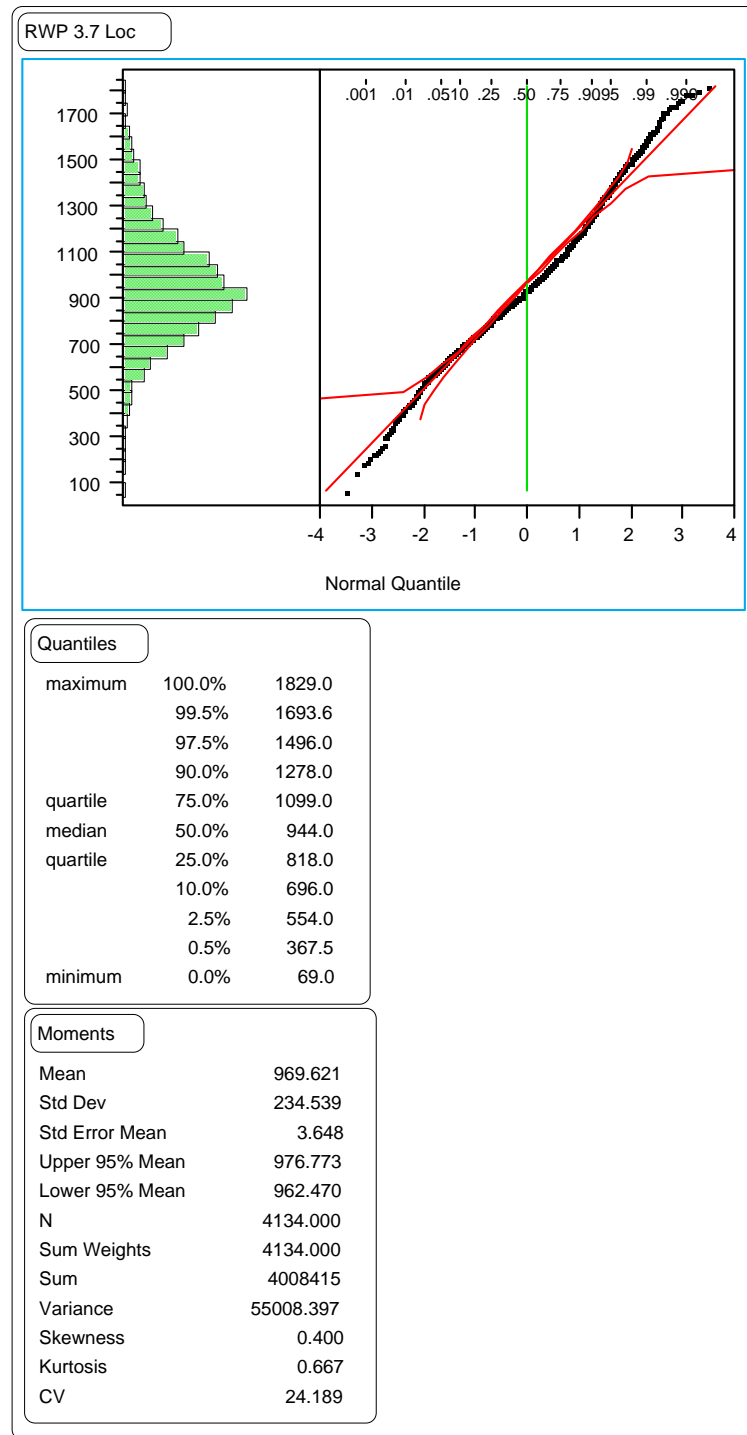 RWP 3.7 Loc
.001 .01 .05.10 .25 .50 .75 .90.95 .99 .999
1700
1500
1300
1100
900
700
500
300
100
-4 -3 -2 -1 0 1 2 3 4
Normal Quantile
Quantiles
maximum 100.0% 1829.0
99.5% 1693.6
97.5% 1496.0
90.0% 1278.0
quartile 75.0% 1099.0
median 50.0% 944.0
quartile 25.0% 818.0
10.0% 696.0
2.5% 554.0
0.5% 367.5
minimum 0.0% 69.0
Moments
Mean 969.621
Std Dev 234.539
Std Error Mean 3.648
Upper 95% Mean 976.773
Lower 95% Mean 962.470
N 4134.000
Sum Weights 4134.000
Sum 4008415
Variance 55008.397
Skewness 0.400
Kurtosis 0.667
CV 24.189